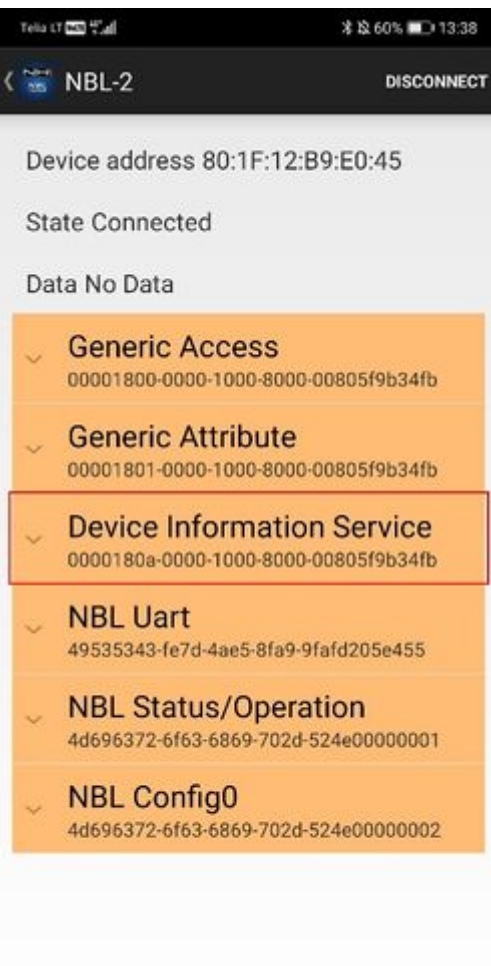 Telia LT 60% 13:38
NBL-2 DISCONNECT
Device address 80:1F:12:B9:E0:45
State Connected
Data No Data
Generic Access
00001800-0000-1000-8000-00805f9b34fb
Generic Attribute
00001801-0000-1000-8000-00805f9b34fb
Device Information Service
0000180a-0000-1000-8000-00805f9b34fb
NBL Uart
49535343-fe7d-4ae5-8fa9-9fafd205e455
NBL Status/Operation
4d696372-6f63-6869-702d-524e00000001
NBL Config0
4d696372-6f63-6869-702d-524e00000002